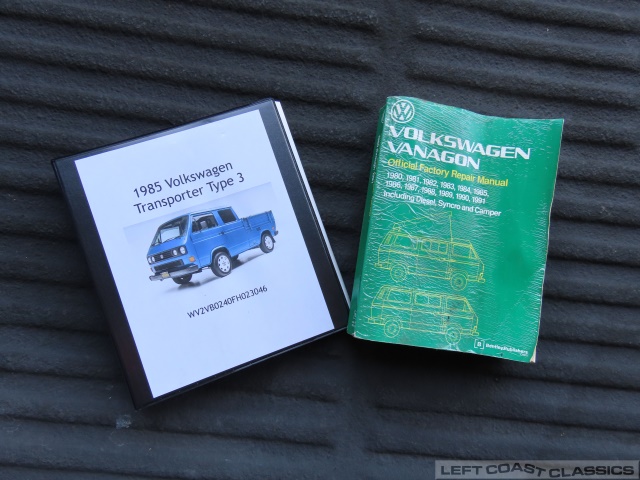 1985 Volkswagen
Transporter Type 3
WV2VB0240FH023046
VOLKSWAGEN
VANAGON
Official Factory Repair Manual
1980, 1981, 1982, 1983, 1984, 1985,
1986, 1987, 1988, 1989, 1990, 1991
Including Diesel, Syncro and Camper
B BentleyPublishers
LEFT COAST CLASSICS